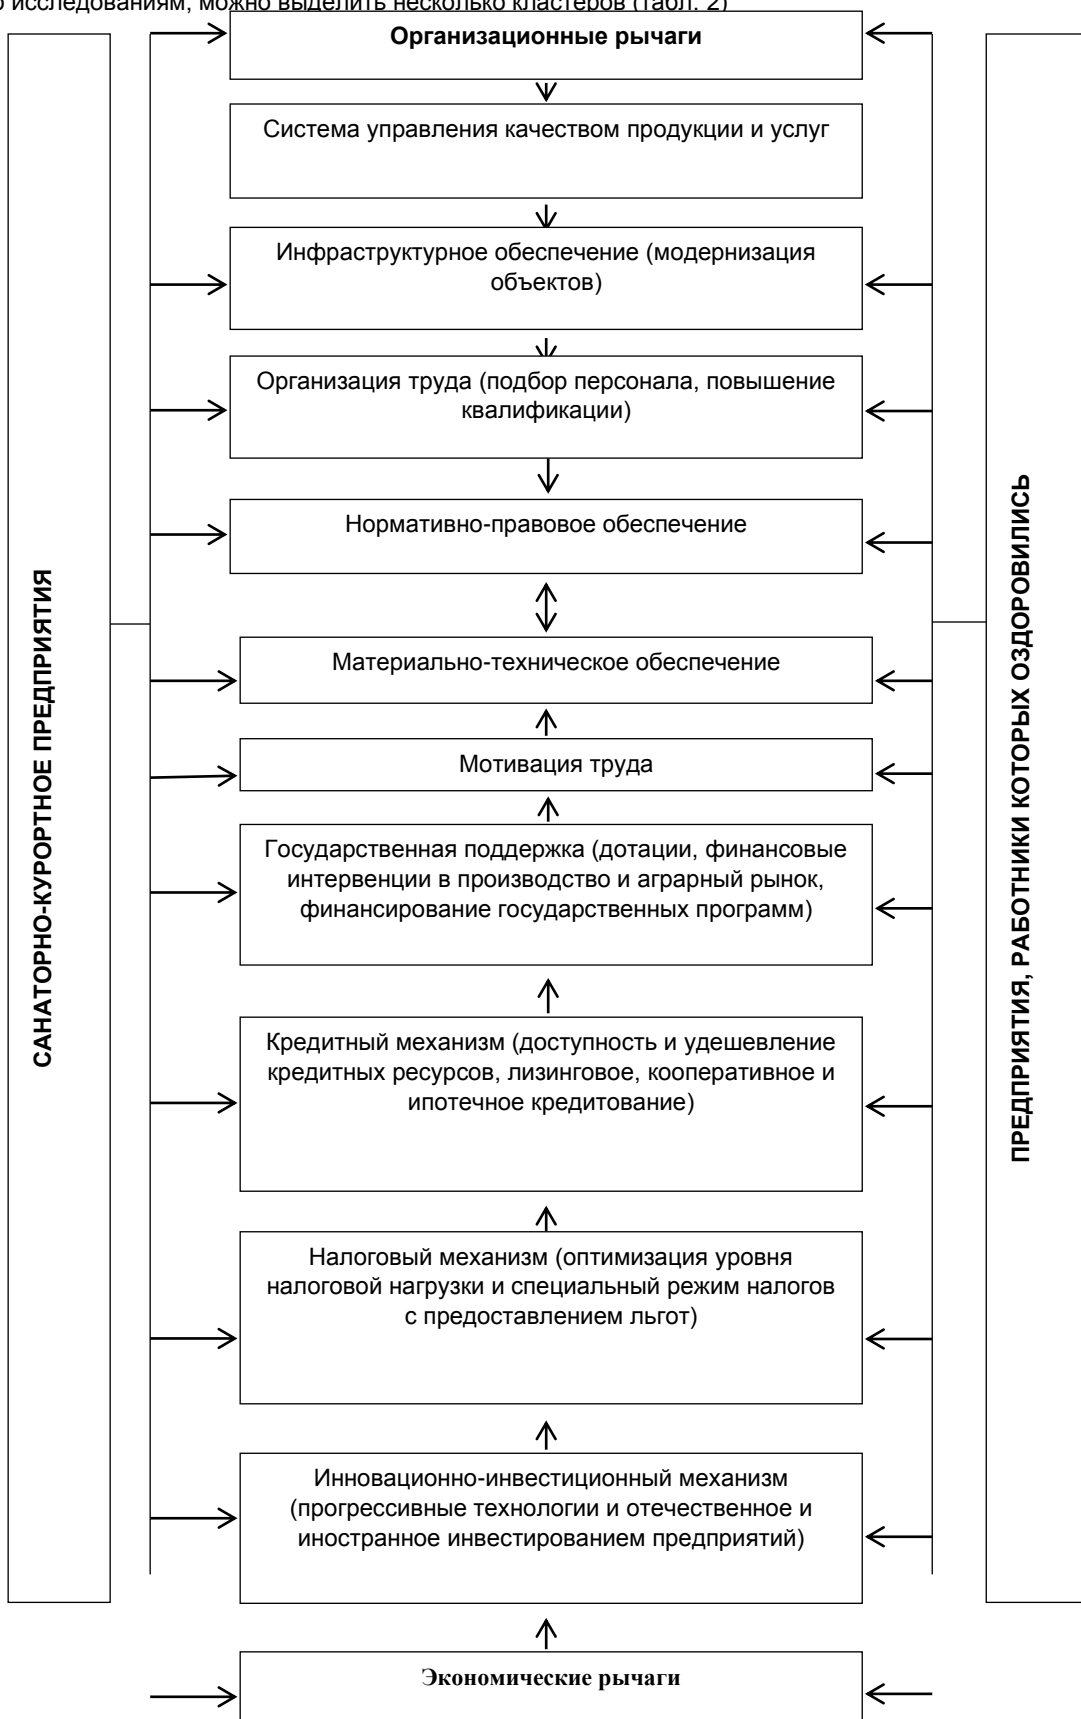 исследованиям, можно выделить несколько кластеров (табл. 2)
Организационные рычаги
Система управления качеством продукции и услуг
Инфраструктурное обеспечение (модернизация
объектов)
Организация труда (подбор персонала, повышение
квалификации)
Нормативно-правовое обеспечение
Материально-техническое обеспечение
Мотивация труда
Государственная поддержка (дотации, финансовые
интервенции в производство и аграрный рынок,
финансирование государственных программ)
Кредитный механизм (доступность и удешевление
кредитных ресурсов, лизинговое, кооперативное и
ипотечное кредитование)
Налоговый механизм (оптимизация уровня
налоговой нагрузки и специальный режим налогов
с предоставлением льгот)
Инновационно-инвестиционный механизм
(прогрессивные технологии и отечественное и
иностранное инвестированием предприятий)
Экономические рычаги
САНАТОРНО-КУРОРТНОЕ ПРЕДПРИЯТИЯ
ПРЕДПРИЯТИЯ, РАБОТНИКИ КОТОРЫХ ОЗДОРОВИЛИСЬ